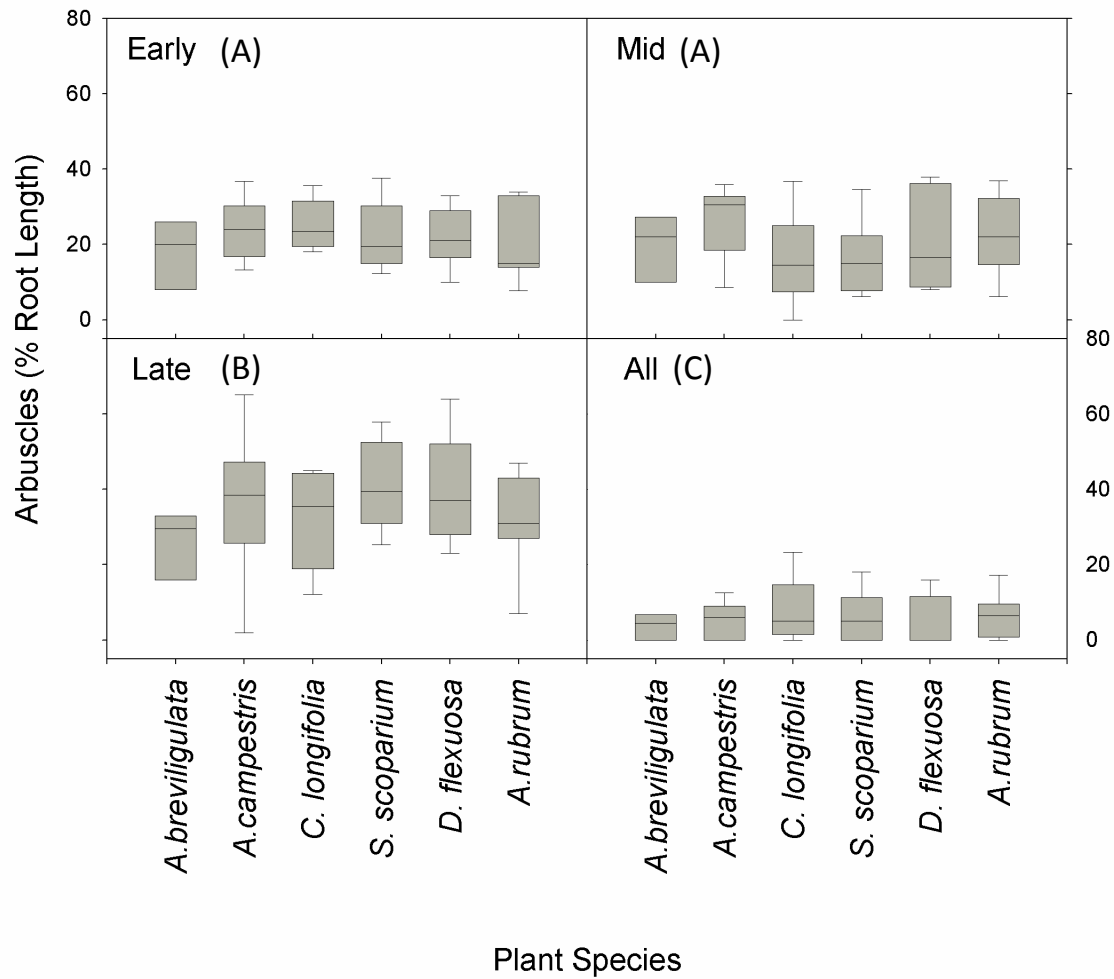 80
60
40
20
0
Arbuscles (% Root Length)
Early (A)
Mid (A)
Late (B)
All (C)
80
60
40
20
0
A.breviligulata
A.campestris
C. longifolia
S. scoparium
D. flexuosa
A.rubrum
A.breviligulata
A.campestris
C. longifolia
S. scoparium
D. flexuosa
A.rubrum
Plant Species